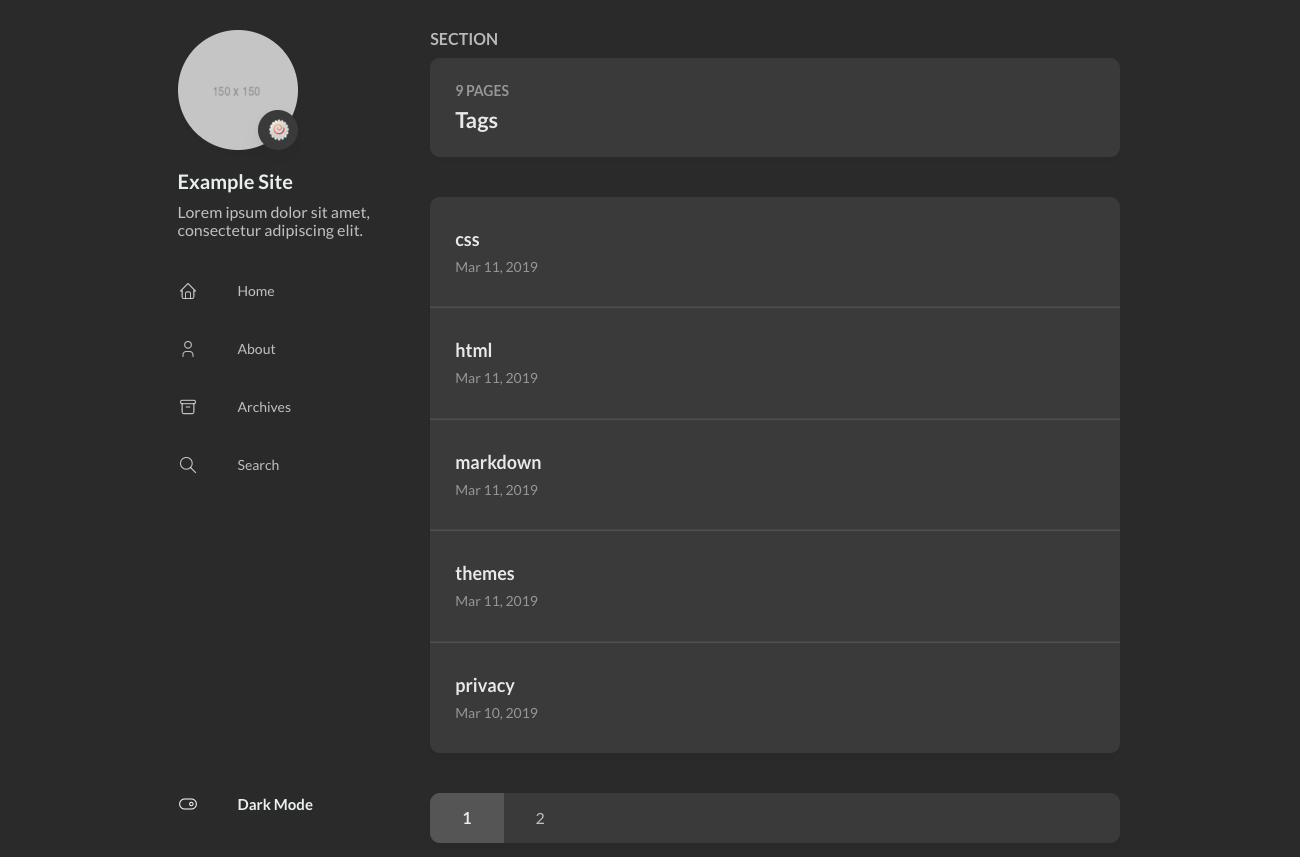 150 x 150
Example Site
Lorem ipsum dolor sit amet,
consectetur adipiscing elit.
Home
About
Archives
Search
Dark Mode
SECTION
9 PAGES
Tags
css
Mar 11, 2019
html
Mar 11, 2019
markdown
Mar 11, 2019
themes
Mar 11, 2019
privacy
Mar 10, 2019
1 2